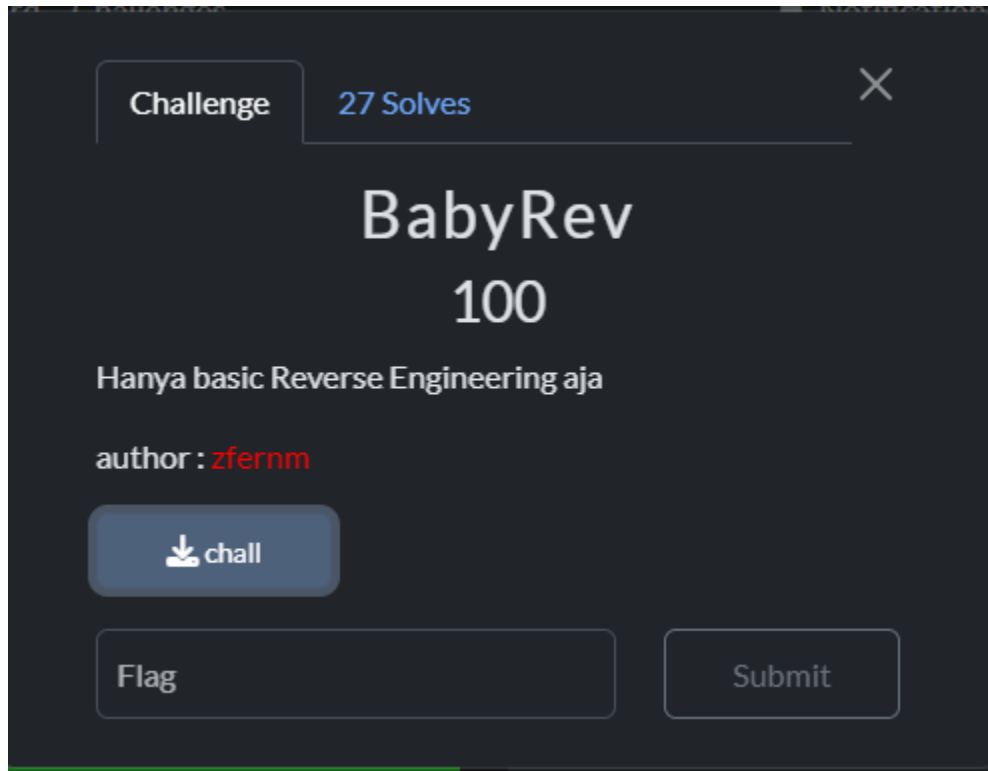 Challenge
27 Solves
BabyRev
100
Hanya basic Reverse Engineering aja
author : zfernm
chall
Flag
Submit